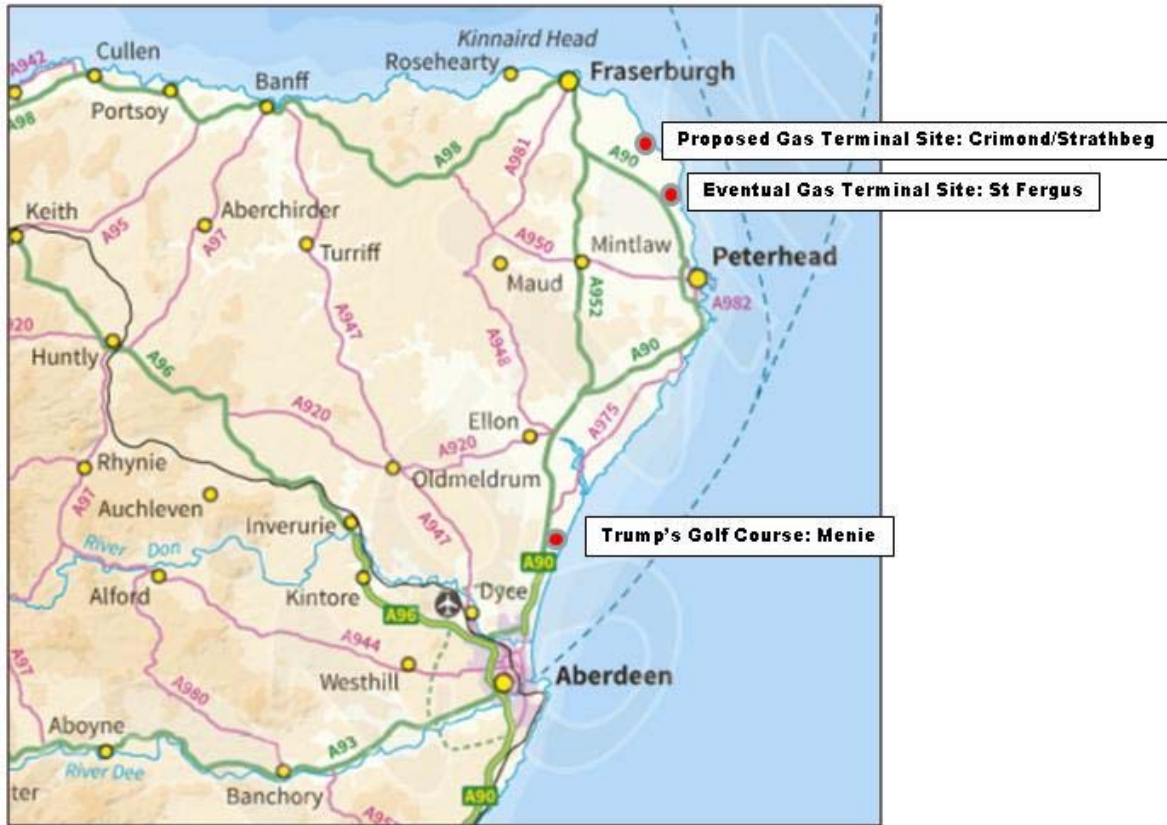 Kinnaird Head
A942
Cullen
Rosehearty
Banff
Fraserburgh
Portsoy
A98
A98
A981
A90
Proposed Gas Terminal Site: Crimond/Strathbeg
Eventual Gas Terminal Site: St Fergus
Keith
A95
Aberchirder
A97
Turriff
A950
Mintlaw
Maud
Peterhead
A982
A952
A947
A948
A920
Huntly
A96
A90
A920
Ellon
A975
A920
Rhynie
Oldmeldrum
A97
Auchleven
Inverurie
A947
Trump's Golf Course: Menie
River Don
A90
Alford
Kintore
Dyce
A96
A944
A97
Westhill
Aberdeen
A980
Aboyne
A93
River Dee
Banchory
A90